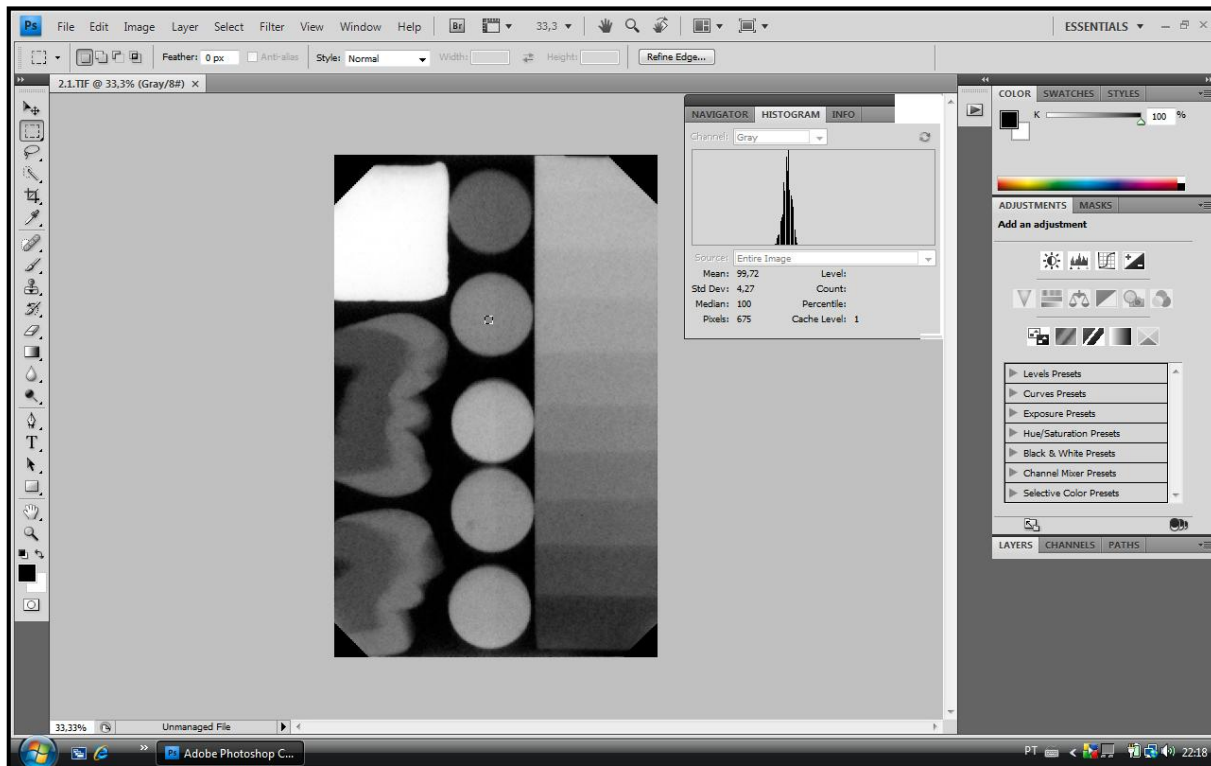 Ps File Edit Image Layer Select Filter View Window Help Br 33,3 ESSENTIALS
Feather: 0 px Anti-alias Style: Normal Width: Height: Refine Edge...
2.1.TIF @ 33,3% (Gray/8#) ×
NAVIGATOR HISTOGRAM INFO
Channel: Gray
Source: Entire Image
Mean: 99,72 Level:
Std Dev: 4,27 Count:
Median: 100 Percentile:
Pixels: 675 Cache Level: 1
COLOR SWATCHES STYLES
K 100 %
ADJUSTMENTS MASKS
Add an adjustment
Levels Presets
Curves Presets
Exposure Presets
Hue/Saturation Presets
Black & White Presets
Channel Mixer Presets
Selective Color Presets
LAYERS CHANNELS PATHS
33,33% Unmanaged File
Ps Adobe Photoshop C... PT 22:18